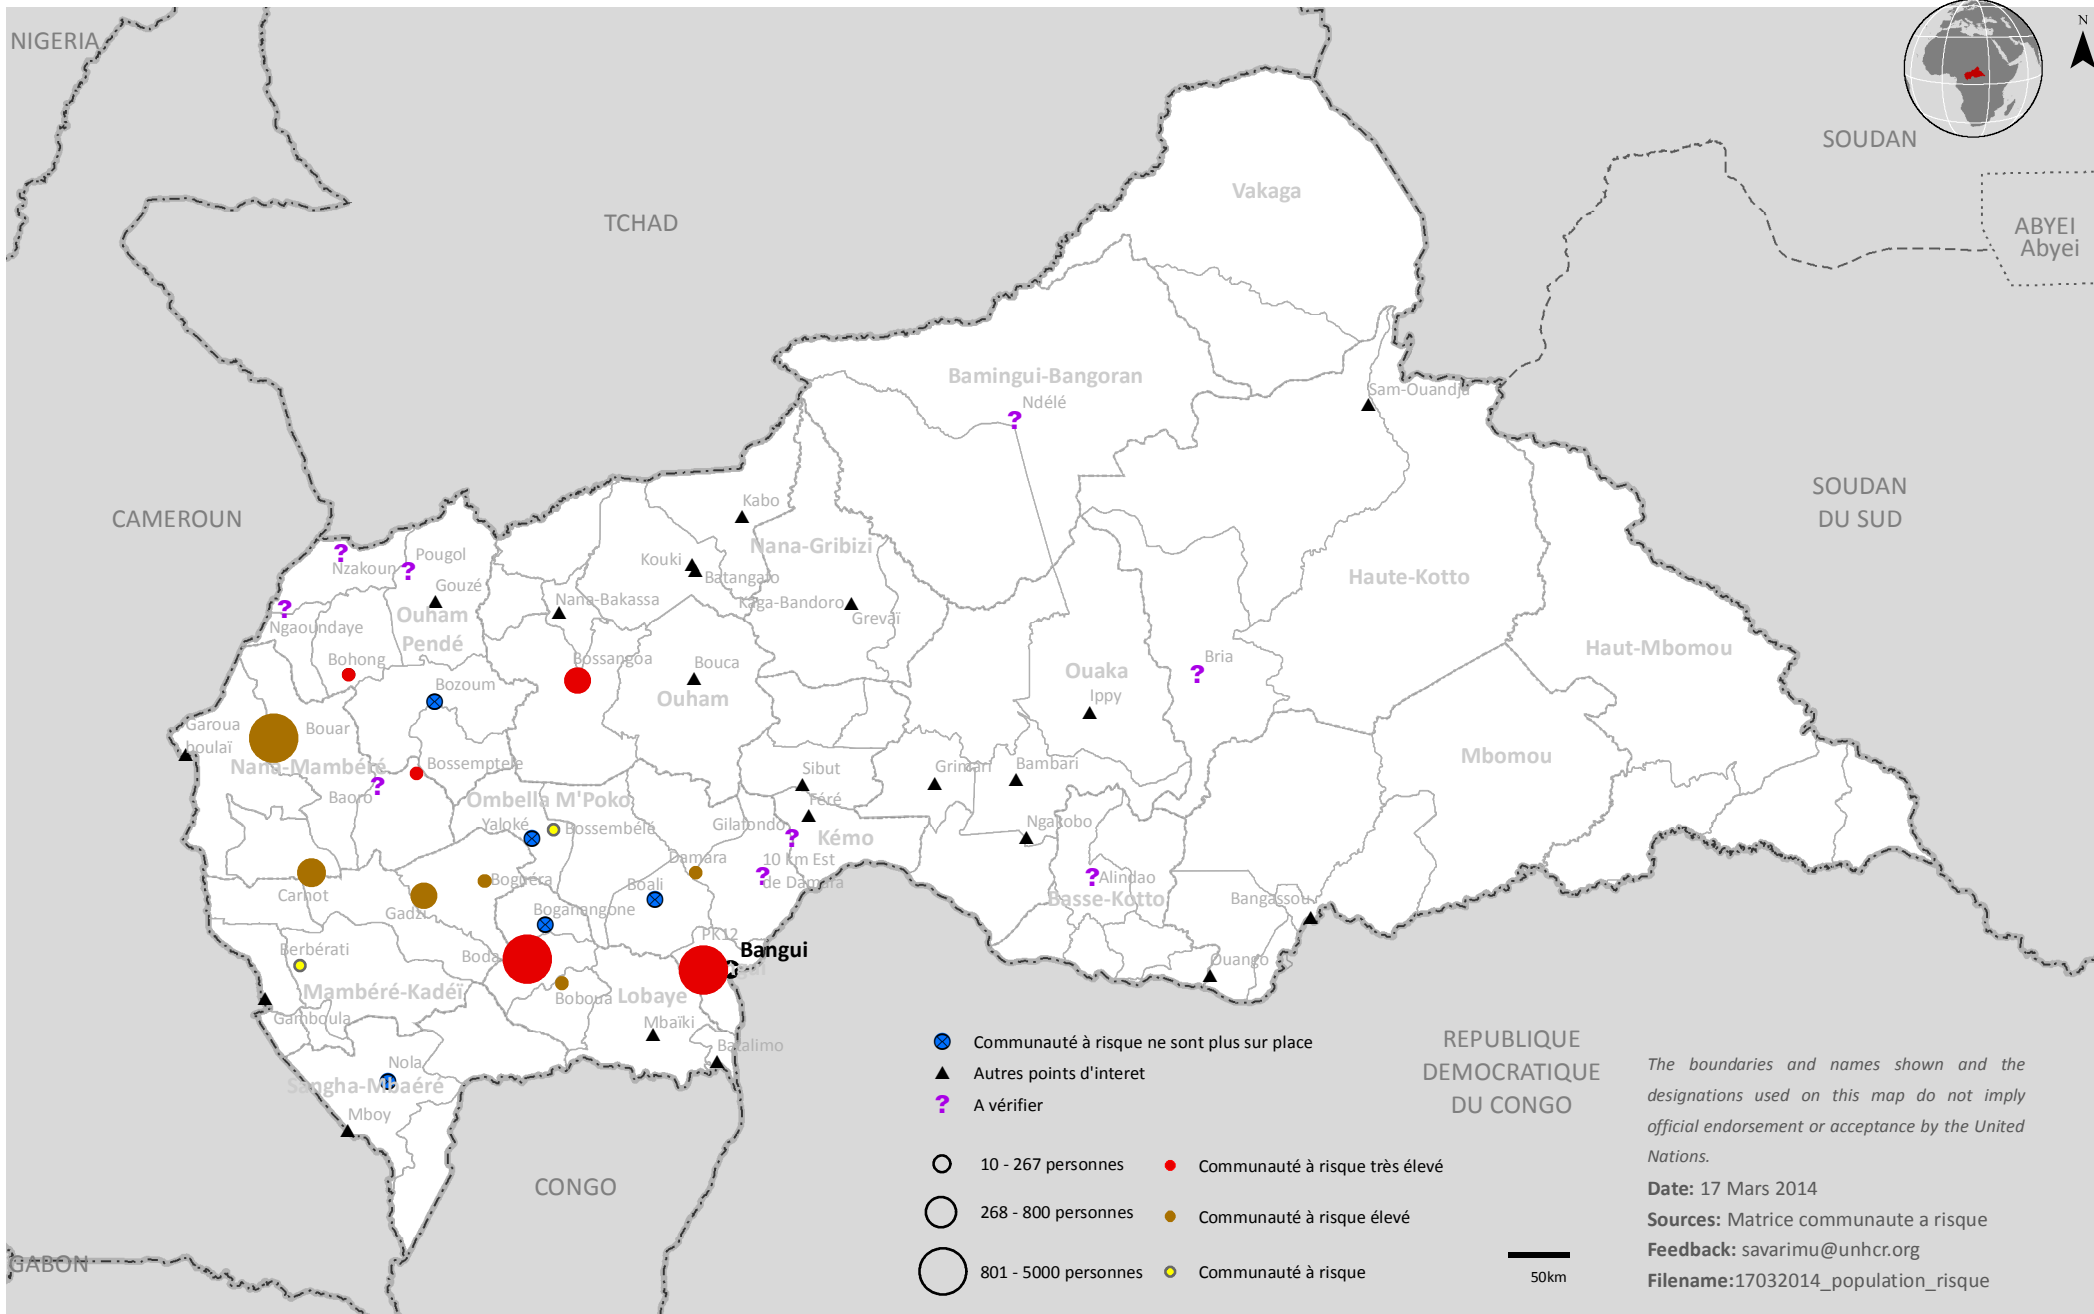 NIGERIA
N
SOUDAN
Vakaga
TCHAD
ABYEI
Abyei
Bamingui-Bangoran
Sam-Ouandja
Ndélé
CAMEROUN
SOUDAN
DU SUD
Kabo
Nana-Gribizi
Pougol
Nzakoun
Kouki
Batangafo
Gouzé
Haute-Kotto
Nana-Bakassa
Kaga-Bandoro
Grevaï
Ouham
Pendé
Ngaoundaye
Bohong
Bossangoa
Bouca
Ouaka
Bria
Haut-Mbomou
Bozoum
Ouham
Ippy
Garoua
boulaï
Bouar
Nana-Mambéré
Bossemptele
Mbomou
Sibut
Grimari
Bambari
Baoro
Ombella M'Poko
Féré
Yaloké
Bossembélé
Gilafondo
Kémo
Ngakobo
Damara
10 km Est
de Damara
Carnot
Boguéra
Boali
Alindao
Gadzi
Boganangone
Basse-Kotto
Bangassou
PK12
Bangui
Berbérati
Boda
Ouango
Mambéré-Kadéï
Boboua
Lobaye
Gamboula
Mbaïki
Batalimo
Nola
Sangha-Mbaéré
Mboy
CONGO
GABON
REPUBLIQUE
DEMOCRATIQUE
DU CONGO
Communauté à risque ne sont plus sur place
Autres points d'interet
? A vérifier
10 - 267 personnes
Communauté à risque très élevé
268 - 800 personnes
Communauté à risque élevé
801 - 5000 personnes
Communauté à risque
50km
The boundaries and names shown and the
designations used on this map do not imply
official endorsement or acceptance by the United
Nations.
Date: 17 Mars 2014
Sources: Matrice communaute a risque
Feedback: savarimu@unhcr.org
Filename:17032014_population_risque